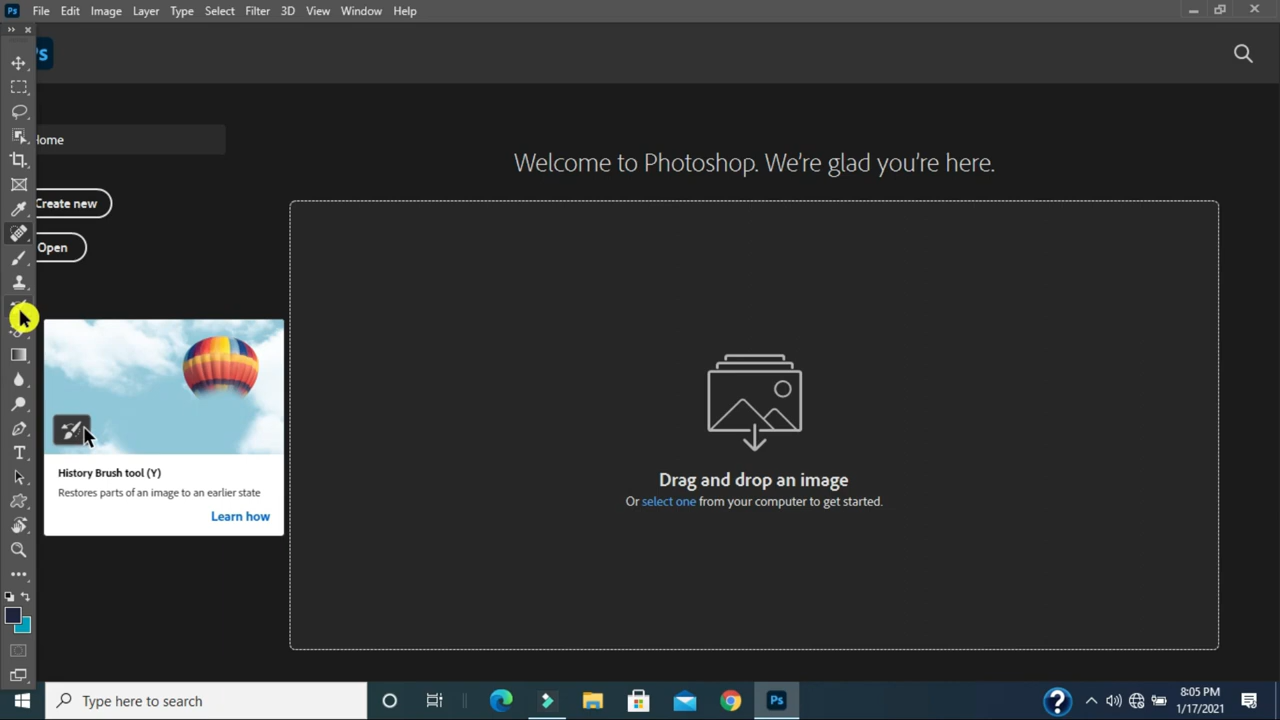 Ps File Edit Image Layer Type Select Filter 3D View Window Help
Ps
Home
Welcome to Photoshop. We're glad you're here.
Create new
Open
History Brush tool (Y)
Restores parts of an image to an earlier state
Learn how
Drag and drop an image
Or select one from your computer to get started.
T
Type here to search
Ps
8:05 PM
1/17/2021